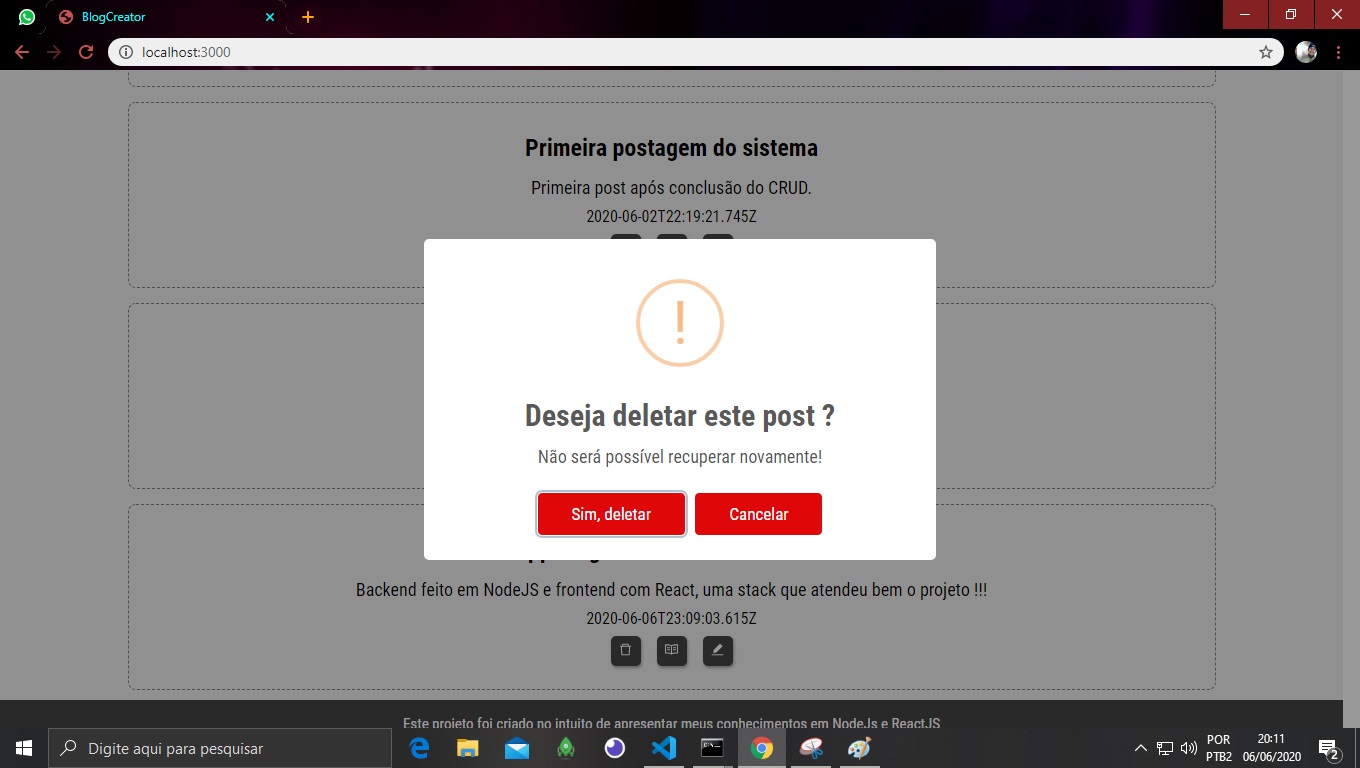 BlogCreator
localhost:3000
Primeira postagem do sistema
Primeira post após conclusão do CRUD.
2020-06-02T22:19:21.745Z
!
Deseja deletar este post ?
Não será possível recuperar novamente!
Sim, deletar
Cancelar
Backend feito em NodeJS e frontend com React, uma stack que atendeu bem o projeto !!!
2020-06-06T23:09:03.615Z
Este projeto foi criado no intuito de apresentar meus conhecimentos em NodeJs e ReactJS
Digite aqui para pesquisar
POR
PTB2
20:11
06/06/2020
2